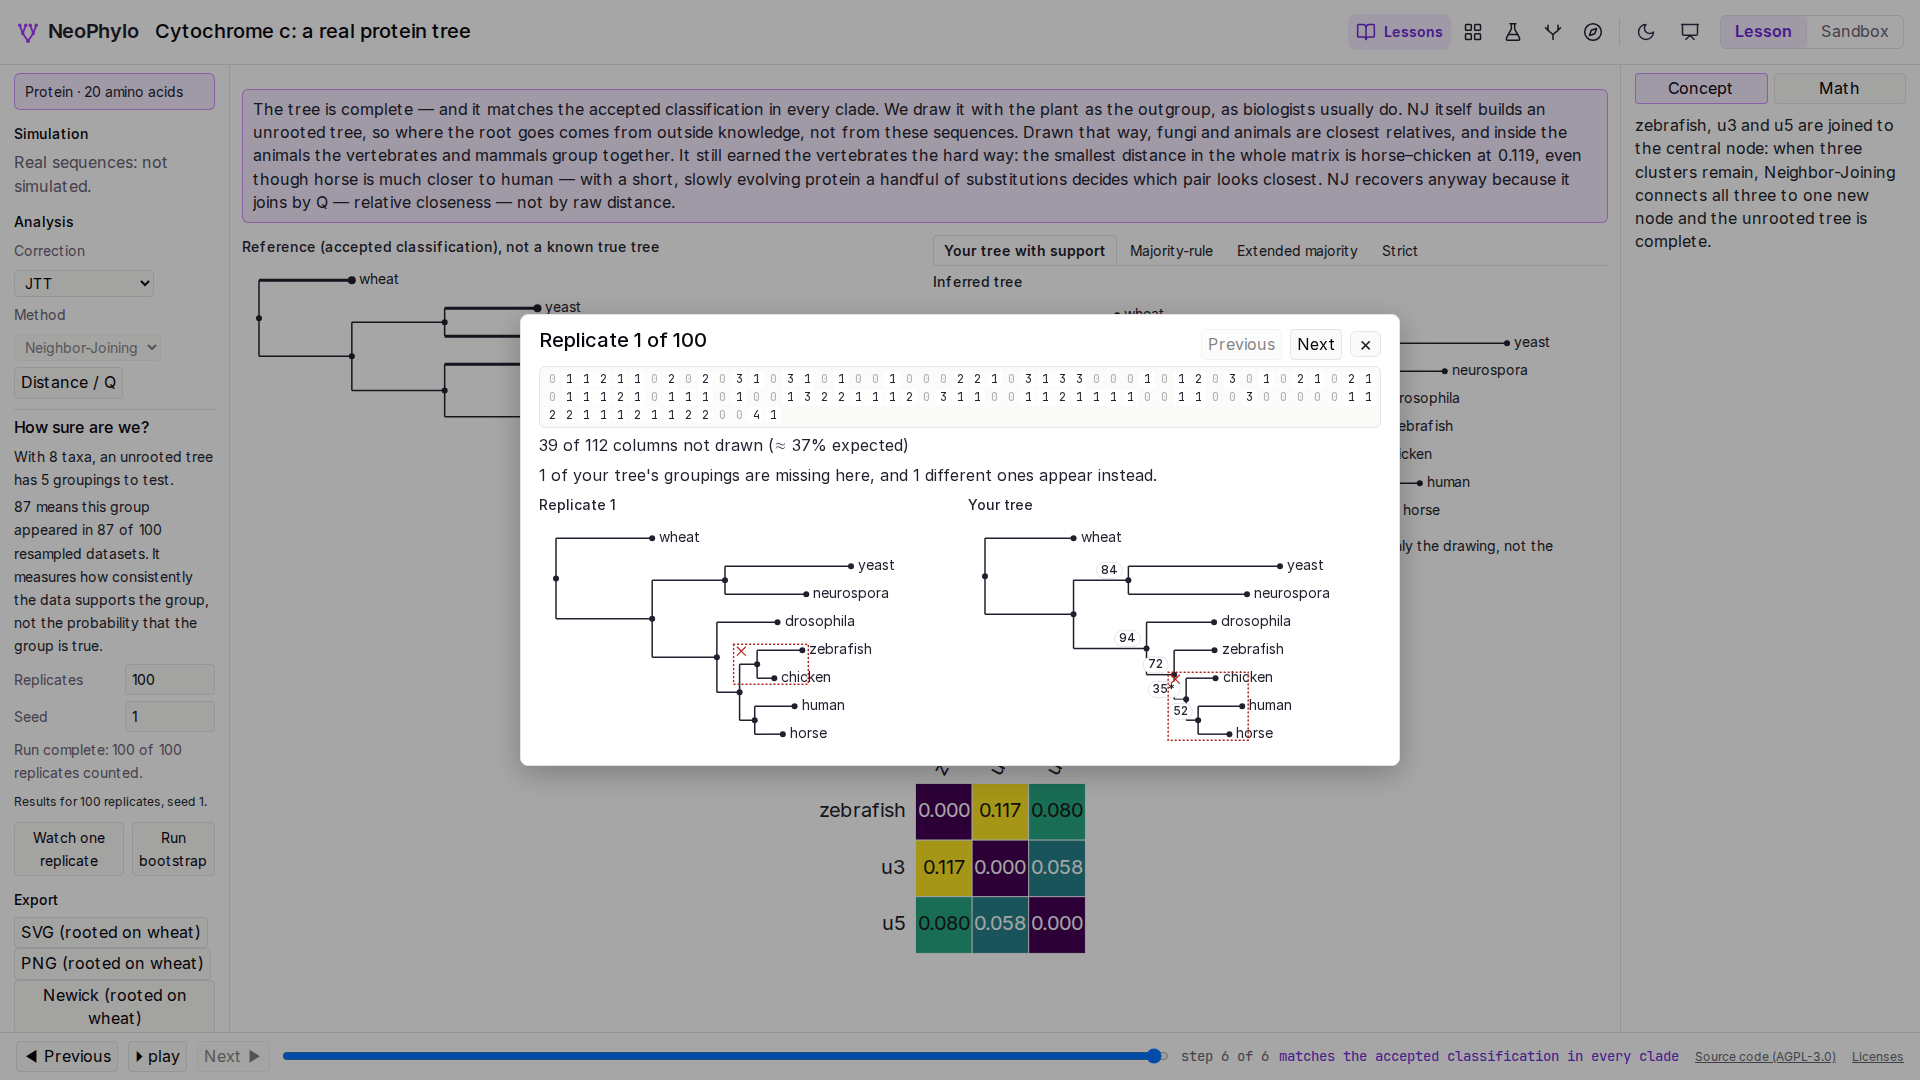 NeoPhylo
Cytochrome c: a real protein tree
Lessons
Lesson
Sandbox
Protein · 20 amino acids
Simulation
Real sequences: not
simulated.
Analysis
Correction
JTT
Method
Neighbor-Joining
Distance / Q
How sure are we?
With 8 taxa, an unrooted tree
has 5 groupings to test.
87 means this group
appeared in 87 of 100
resampled datasets. It
measures how consistently
the data supports the group,
not the probability that the
group is true.
Replicates
100
Seed
1
Run complete: 100 of 100
replicates counted.
Results for 100 replicates, seed 1.
Watch one
replicate
Run
bootstrap
Export
SVG (rooted on wheat)
PNG (rooted on wheat)
Newick (rooted on
wheat)
The tree is complete — and it matches the accepted classification in every clade. We draw it with the plant as the outgroup, as biologists usually do. NJ itself builds an
unrooted tree, so where the root goes comes from outside knowledge, not from these sequences. Drawn that way, fungi and animals are closest relatives, and inside the
animals the vertebrates and mammals group together. It still earned the vertebrates the hard way: the smallest distance in the whole matrix is horse–chicken at 0.119, even
though horse is much closer to human — with a short, slowly evolving protein a handful of substitutions decides which pair looks closest. NJ recovers anyway because it
joins by Q — relative closeness — not by raw distance.
Reference (accepted classification), not a known true tree
wheat
yeast
Your tree with support
Majority-rule
Extended majority
Strict
Inferred tree
wheat
yeast
neurospora
rosophila
ebrafish
icken
human
horse
ly the drawing, not the
Replicate 1 of 100
Previous
Next
×
0 1 1 2 1 1 0 2 0 2 0 3 1 0 3 1 0 1 0 0 1 0 0 0 2 2 1 0 3 1 3 3 0 0 0 1 0 1 2 0 3 0 1 0 2 1 0 2 1
0 1 1 1 2 1 0 1 1 1 0 1 0 0 1 3 2 2 1 1 1 2 0 3 1 1 0 0 1 1 2 1 1 1 1 0 0 1 1 0 0 3 0 0 0 0 0 1 1
2 2 1 1 1 2 1 1 2 2 0 0 4 1
39 of 112 columns not drawn (≈ 37% expected)
1 of your tree's groupings are missing here, and 1 different ones appear instead.
Replicate 1
wheat
yeast
neurospora
drosophila
zebrafish
chicken
human
horse
Your tree
wheat
84
yeast
neurospora
drosophila
94
zebrafish
72
chicken
35*
human
52
horse
zebrafish
0.000
0.117
0.080
u3
0.117
0.000
0.058
u5
0.080
0.058
0.000
Concept
Math
zebrafish, u3 and u5 are joined to
the central node: when three
clusters remain, Neighbor-Joining
connects all three to one new
node and the unrooted tree is
complete.
Previous
play
Next
step 6 of 6
matches the accepted classification in every clade
Source code (AGPL-3.0)
Licenses